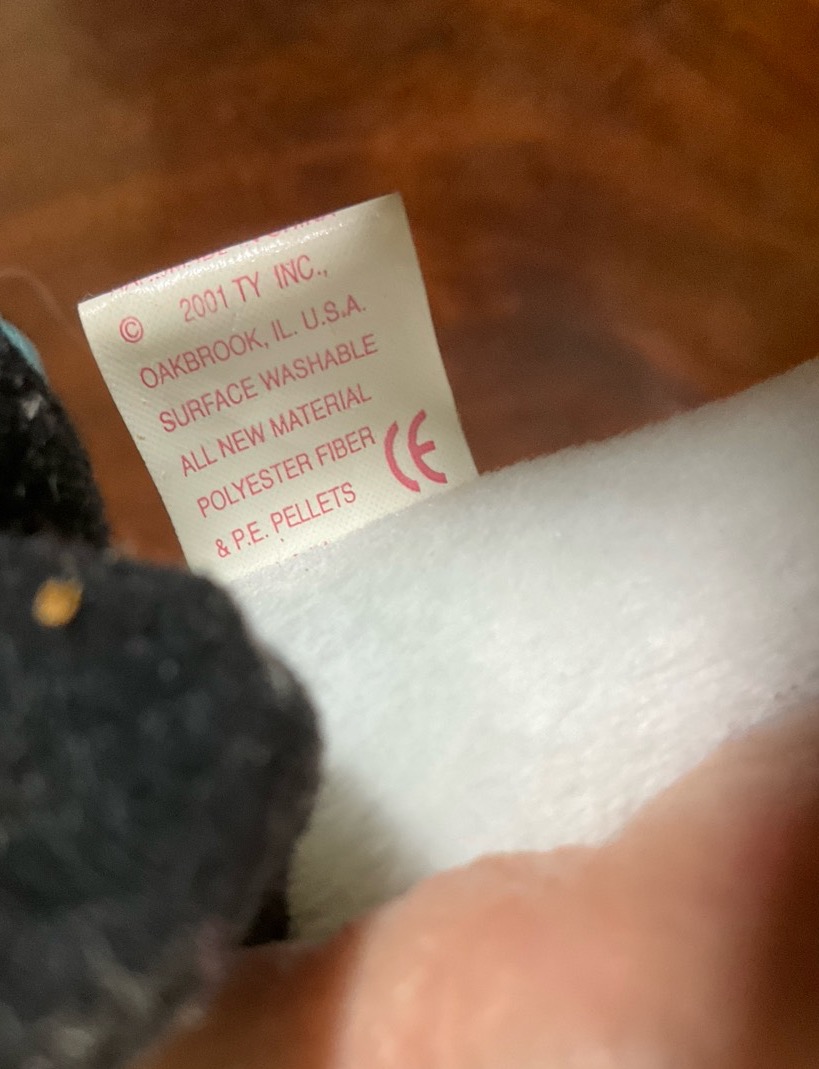 © 2001 TY INC.,
OAKBROOK, IL. U.S.A.
SURFACE WASHABLE
ALL NEW MATERIAL
POLYESTER FIBER
& P.E. PELLETS
CE